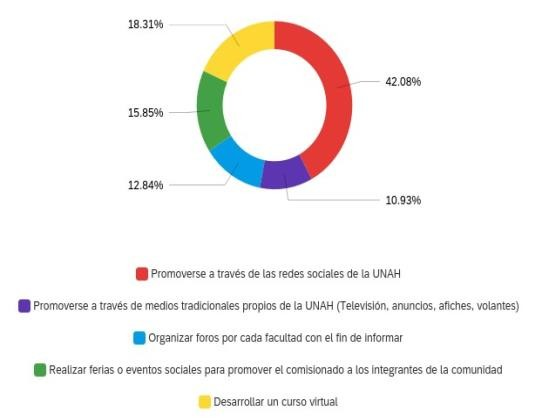 18.31%
42.08%
15.85%
12.84%
10.93%
Promoverse a través de las redes sociales de la UNAH
Promoverse a través de medios tradicionales propios de la UNAH (Televisión, anuncios, afiches, volantes)
Organizar foros por cada facultad con el fin de informar
Realizar ferias o eventos sociales para promover el comisionado a los integrantes de la comunidad
Desarrollar un curso virtual